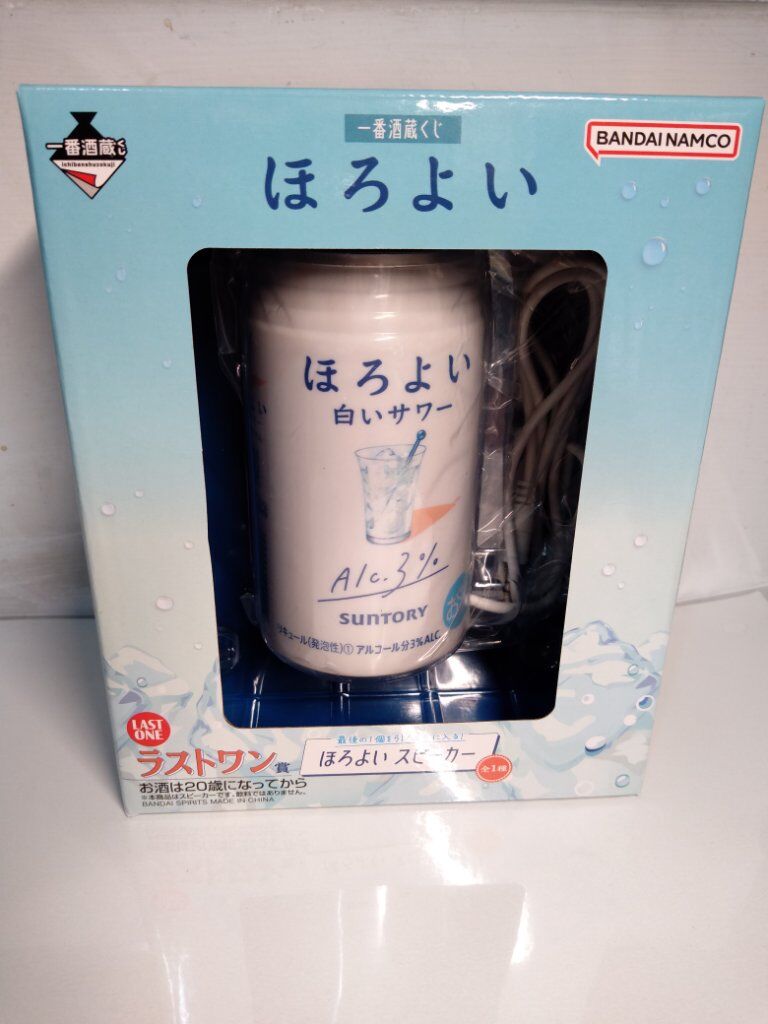 一番酒蔵くじ
ichibanshuzokuji
一番酒蔵くじ
BANDAI NAMCO
ほろよい
ほろよい
白いサワー
Alc.3%
SUNTORY
お
リキュール(発泡性)① アルコール分3%ALC.
LAST
ONE
ラストワン賞
ほろよい スピーカー
全1種
お酒は20歳になってから
※本商品はスピーカーです。飲料ではありません。
BANDAI SPIRITS MADE IN CHINA